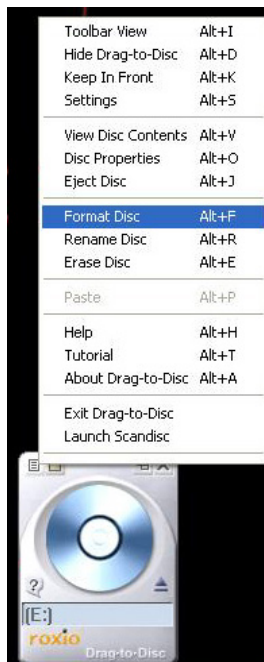 Toolbar View Alt+I
Hide Drag-to-Disc Alt+D
Keep In Front Alt+K
Settings Alt+S
View Disc Contents Alt+V
Disc Properties Alt+O
Eject Disc Alt+J
Format Disc Alt+F
Rename Disc Alt+R
Erase Disc Alt+E
Paste Alt+P
Help Alt+H
Tutorial Alt+T
About Drag-to-Disc Alt+A
Exit Drag-to-Disc
Launch Scandisc
?
(E:)
roxio
Drag-to-Disc